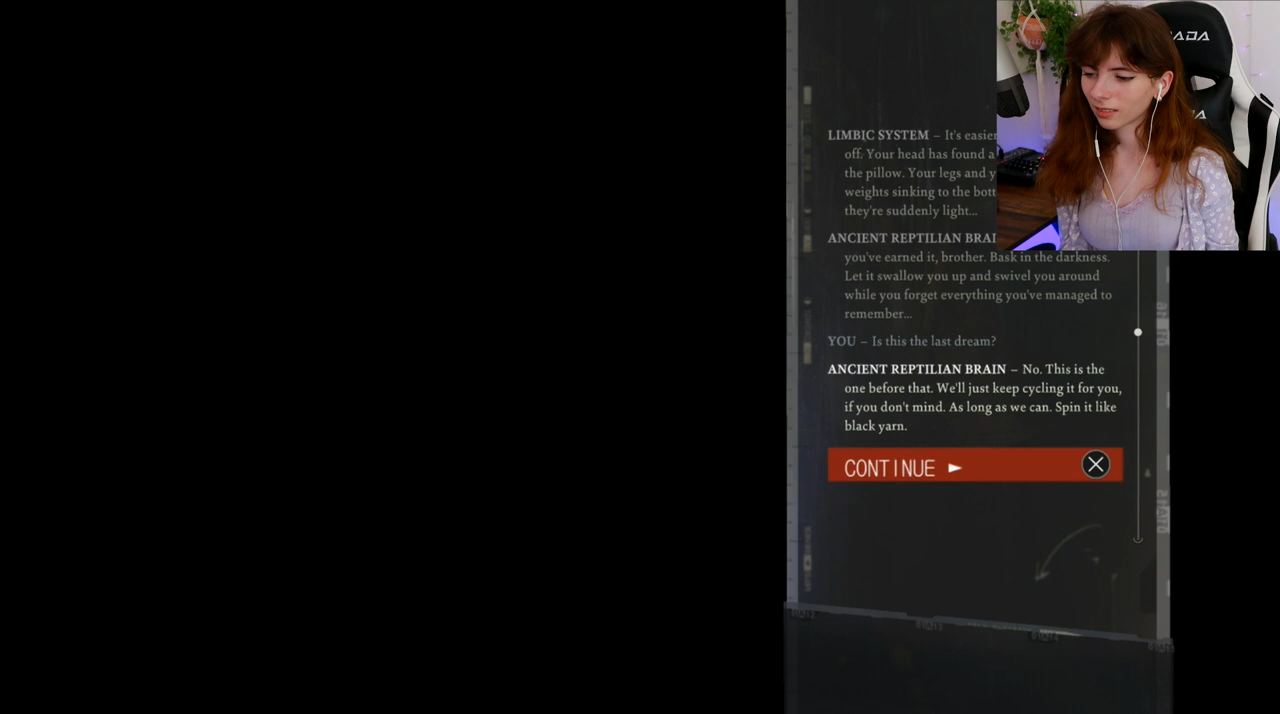 LIMBIC SYSTEM – It's easier
off. Your head has found a
the pillow. Your legs and y
weights sinking to the bott
they're suddenly light...
ANCIENT REPTILIAN BRAI
you've earned it, brother. Bask in the darkness.
Let it swallow you up and swivel you around
while you forget everything you've managed to
remember...
YOU – Is this the last dream?
ANCIENT REPTILIAN BRAIN – No. This is the
one before that. We'll just keep cycling it for you,
if you don't mind. As long as we can. Spin it like
black yarn.
CONTINUE